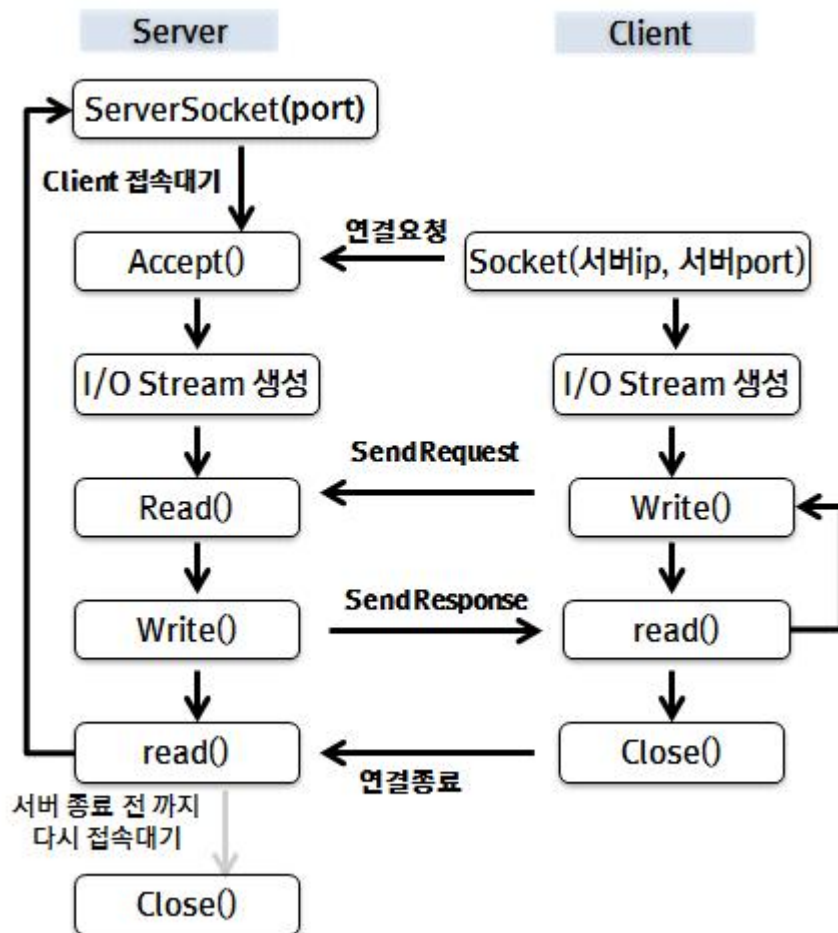 Server
Client
ServerSocket(port)
Client 접속대기
연결요청
Accept()
Socket(서버ip, 서버port)
I/O Stream 생성
I/O Stream 생성
SendRequest
Read()
Write()
SendResponse
Write()
read()
read()
Close()
연결종료
서버 종료 전 까지
다시 접속대기
Close()